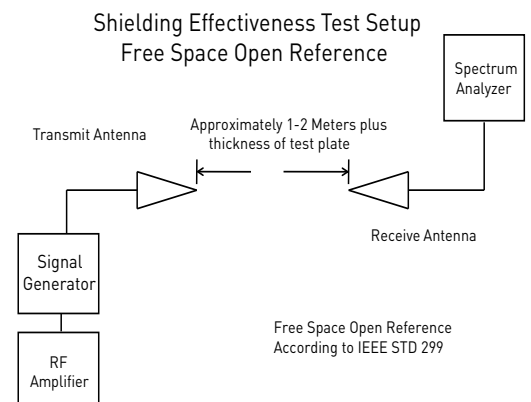 Shielding Effectiveness Test Setup
Free Space Open Reference
Spectrum
Analyzer
Transmit Antenna
Approximately 1-2 Meters plus
thickness of test plate
Receive Antenna
Signal
Generator
Free Space Open Reference
According to IEEE STD 299
RF
Amplifier